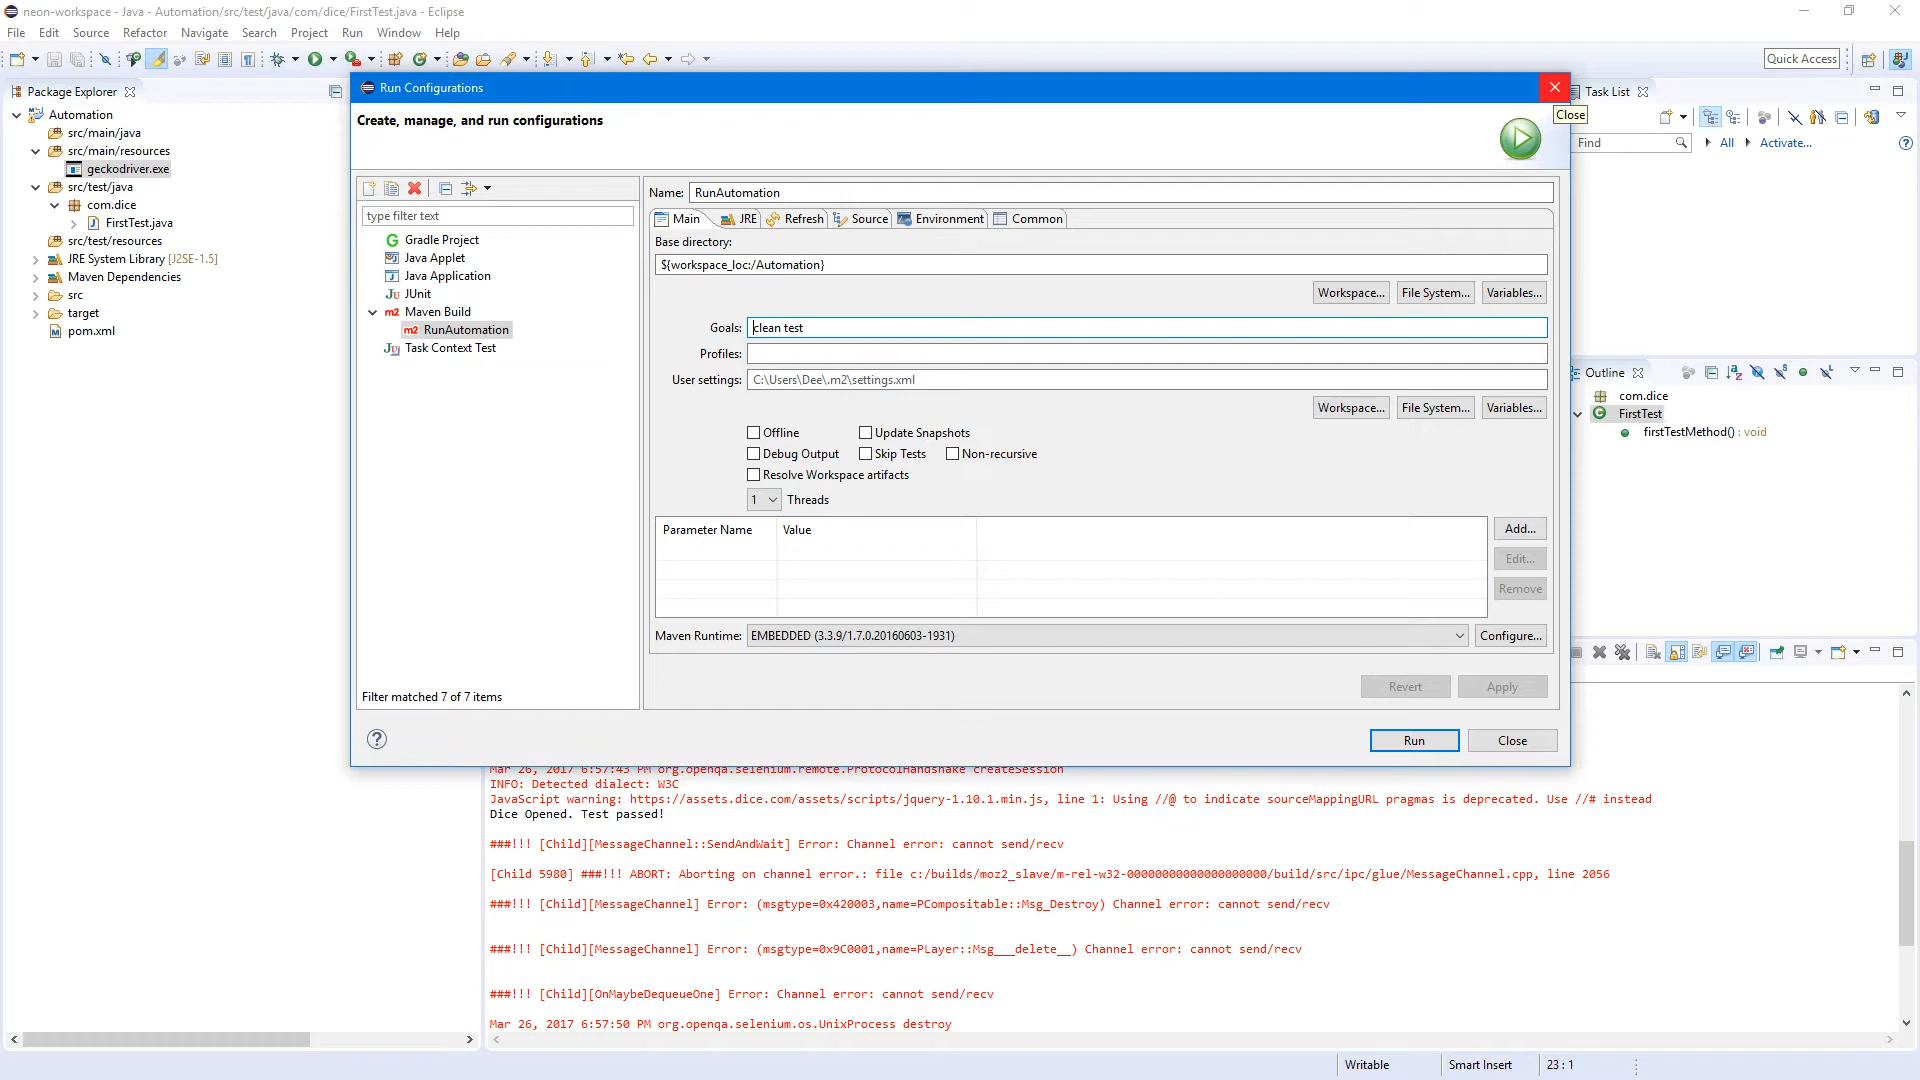 neon-workspace - Java - Automation/src/test/java/com/dice/FirstTest.java - Eclipse
File Edit Source Refactor Navigate Search Project Run Window Help
Quick Access
Package Explorer
Automation
src/main/java
src/main/resources
geckodriver.exe
src/test/java
com.dice
FirstTest.java
src/test/resources
JRE System Library [J2SE-1.5]
Maven Dependencies
src
target
pom.xml
Run Configurations
Close
Create, manage, and run configurations
type filter text
Gradle Project
Java Applet
Java Application
JUnit
Maven Build
RunAutomation
Task Context Test
Filter matched 7 of 7 items
Name: RunAutomation
Main JRE Refresh Source Environment Common
Base directory:
${workspace_loc:/Automation}
Workspace... File System... Variables...
Goals: clean test
Profiles:
User settings: C:\Users\Dee\.m2\settings.xml
Workspace... File System... Variables...
Offline Update Snapshots
Debug Output Skip Tests Non-recursive
Resolve Workspace artifacts
1 Threads
Parameter Name Value
Add...
Edit...
Remove
Maven Runtime: EMBEDDED (3.3.9/1.7.0.20160603-1931) Configure...
Revert Apply
Run Close
Task List
Find All Activate...
Outline
com.dice
FirstTest
firstTestMethod() : void
Mar 26, 2017 6:57:43 PM org.openqa.selenium.remote.ProtocolHandshake createSession
INFO: Detected dialect: W3C
JavaScript warning: https://assets.dice.com/assets/scripts/jquery-1.10.1.min.js, line 1: Using //@ to indicate sourceMappingURL pragmas is deprecated. Use //# instead
Dice Opened. Test passed!
###!!! [Child][MessageChannel::SendAndWait] Error: Channel error: cannot send/recv
[Child 5980] ###!!! ABORT: Aborting on channel error.: file c:/builds/moz2_slave/m-rel-w32-00000000000000000000/build/src/ipc/glue/MessageChannel.cpp, line 2056
###!!! [Child][MessageChannel] Error: (msgtype=0x420003,name=PCompositable::Msg_Destroy) Channel error: cannot send/recv
###!!! [Child][MessageChannel] Error: (msgtype=0x9C0001,name=PLayer::Msg___delete__) Channel error: cannot send/recv
###!!! [Child][OnMaybeDequeueOne] Error: Channel error: cannot send/recv
Mar 26, 2017 6:57:50 PM org.openqa.selenium.os.UnixProcess destroy
Writable Smart Insert 23 : 1